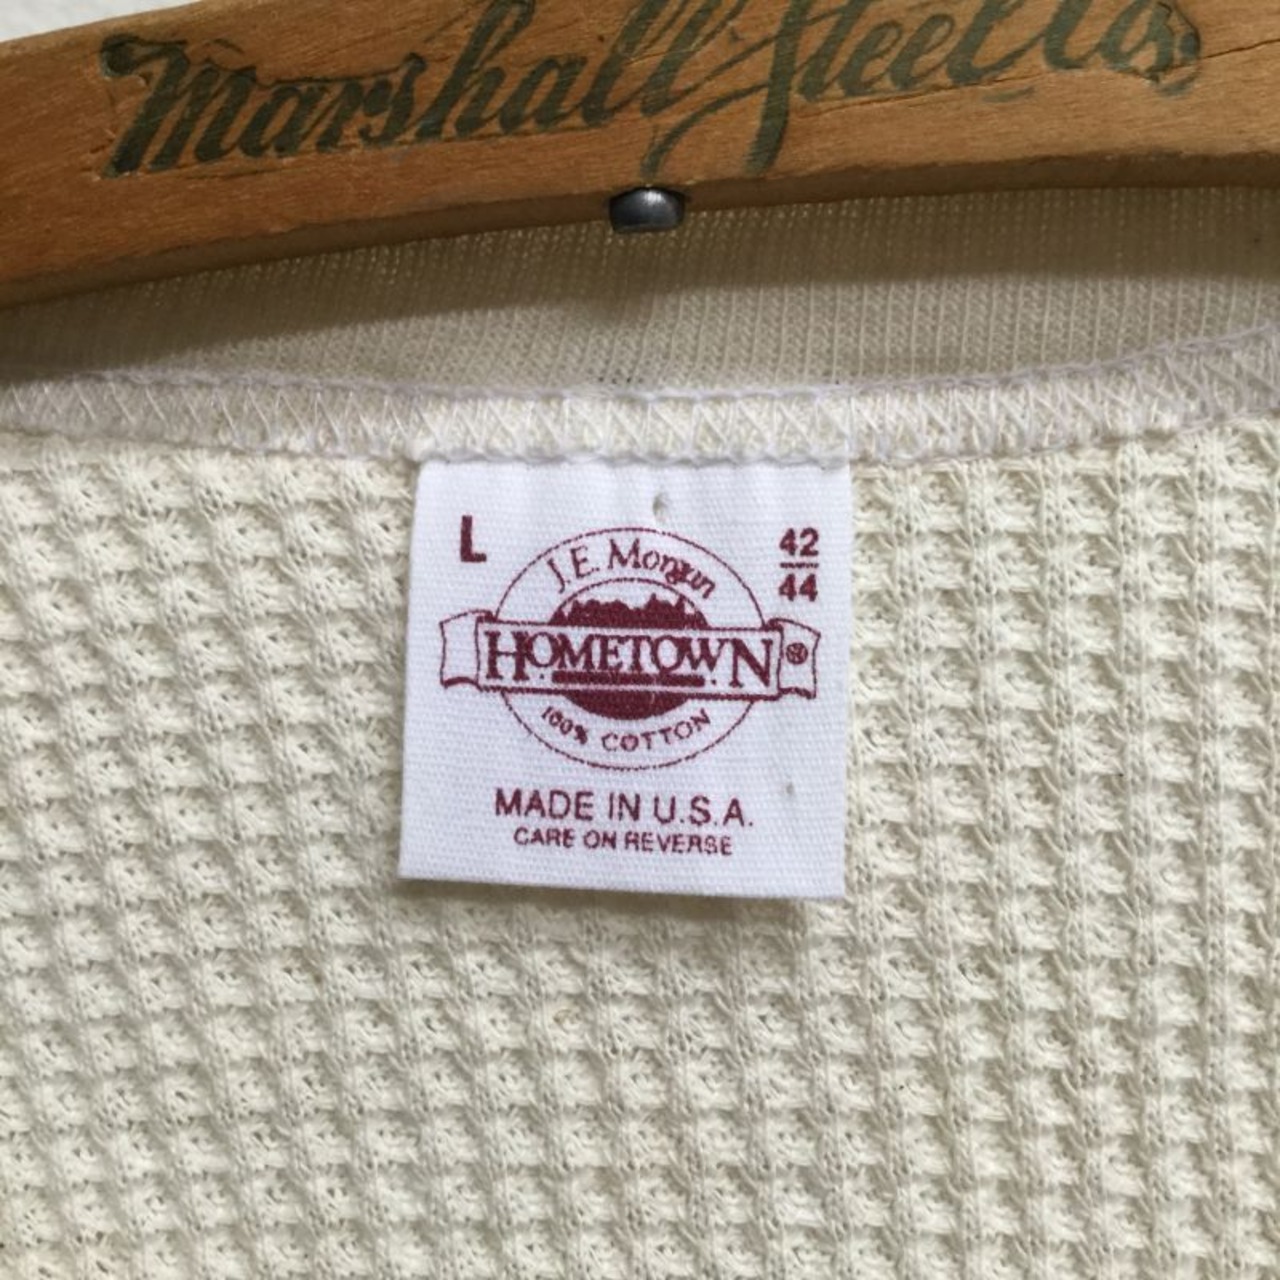 Marshall Steel Co.
L
42
44
J.E. Morgan
HOMETOWN
100% COTTON
MADE IN U.S.A.
CARE ON REVERSE